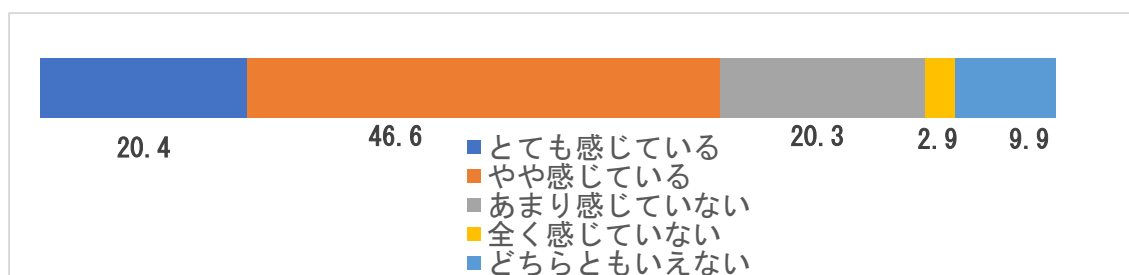 20.4
46.6
20.3
2.9
9.9
とても感じている
やや感じている
あまり感じていない
全く感じていない
どちらともいえない